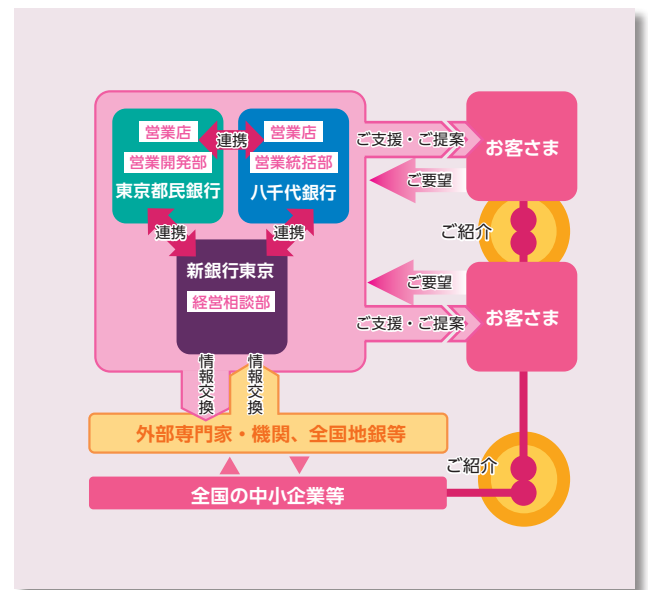 営業店
連携
営業店
営業開発部
営業統括部
東京都民銀行
八千代銀行
連携
連携
新銀行東京
経営相談部
ご支援・ご提案
お客さま
ご要望
ご紹介
ご要望
ご支援・ご提案
お客さま
情報交換
情報交換
外部専門家・機関、全国地銀等
ご紹介
全国の中小企業等